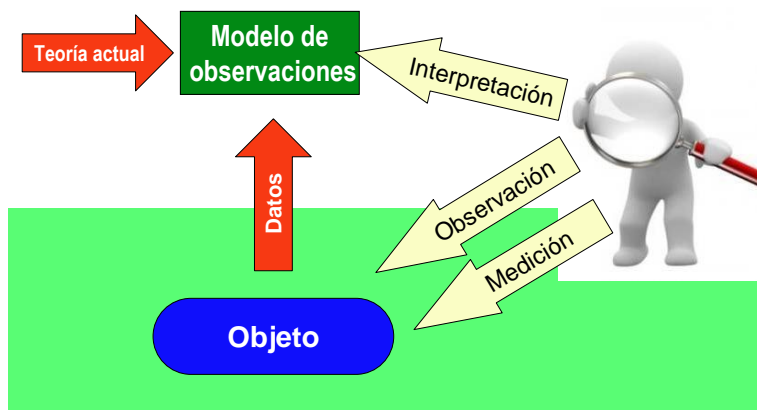 Teoría actual
Modelo de
observaciones
Interpretación
Datos
Observación
Medición
Objeto